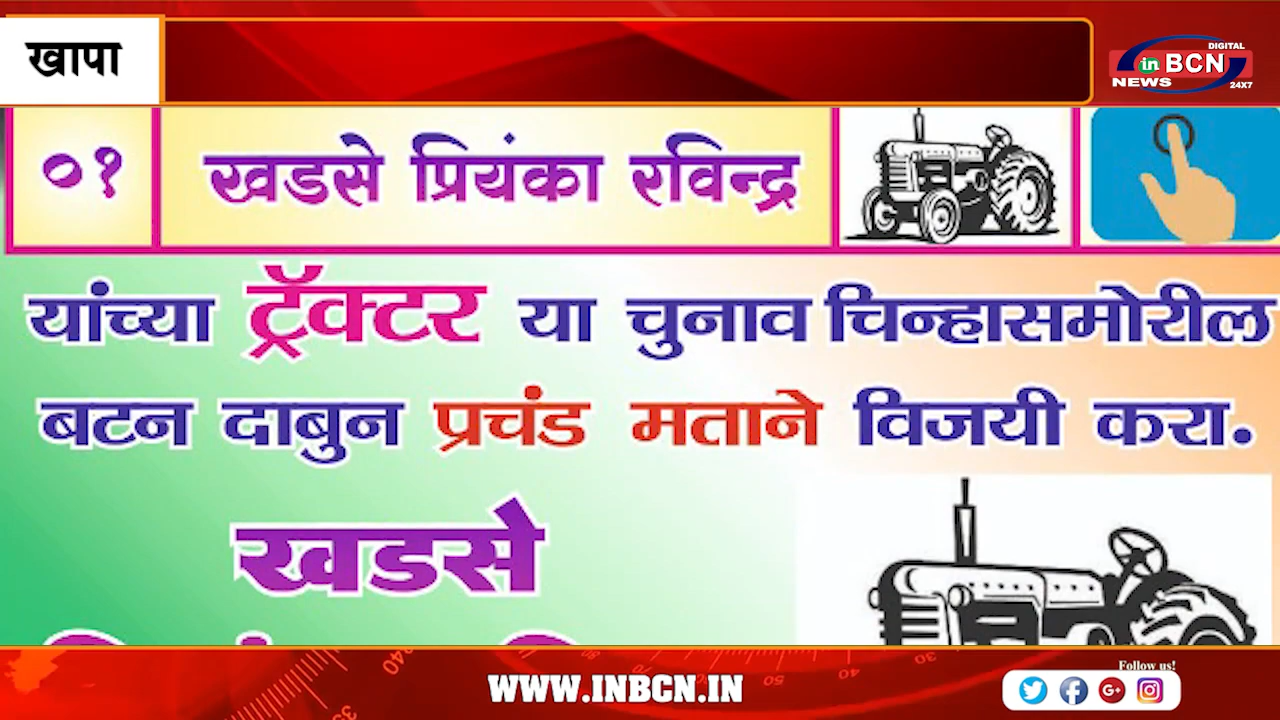 खापा
DIGITAL
in BCN
NEWS 24X7
०१ खडसे प्रियंका रविन्द्र
यांच्या ट्रॅक्टर या चुनाव चिन्हासमोरील
बटन दाबुन प्रचंड मताने विजयी करा.
खडसे
WWW.INBCN.IN
Follow us!